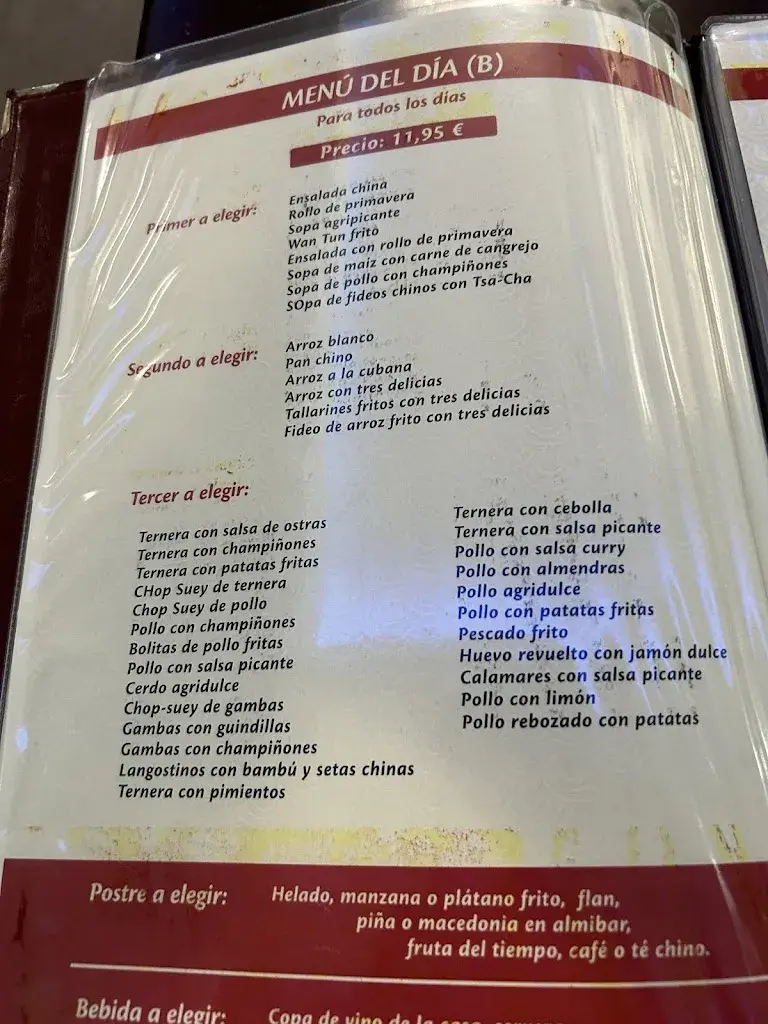 MENÚ DEL DÍA (B)
Para todos los días
Precio: 11,95 €
Primer a elegir:
Ensalada china
Rollo de primavera
Sopa agripicante
Wan Tun frito
Ensalada con rollo de primavera
Sopa de maiz con carne de cangrejo
Sopa de pollo con champiñones
SOpa de fideos chinos con Tsa-Cha
Segundo a elegir:
Arroz blanco
Pan chino
Arroz a la cubana
Arroz con tres delicias
Tallarines fritos con tres delicias
Fideo de arroz frito con tres delicias
Tercer a elegir:
Ternera con salsa de ostras
Ternera con champiñones
Ternera con patatas fritas
CHop Suey de ternera
Chop Suey de pollo
Pollo con champiñones
Bolitas de pollo fritas
Pollo con salsa picante
Cerdo agridulce
Chop-suey de gambas
Gambas con guindillas
Gambas con champiñones
Langostinos con bambú y setas chinas
Ternera con pimientos
Ternera con cebolla
Ternera con salsa picante
Pollo con salsa curry
Pollo con almendras
Pollo agridulce
Pollo con patatas fritas
Pescado frito
Huevo revuelto con jamón dulce
Calamares con salsa picante
Pollo con limón
Pollo rebozado con patatas
Postre a elegir:
Helado, manzana o plátano frito, flan,
piña o macedonia en almibar,
fruta del tiempo, café o té chino.
Bebida a elegir:
Copa de vino de la casa,